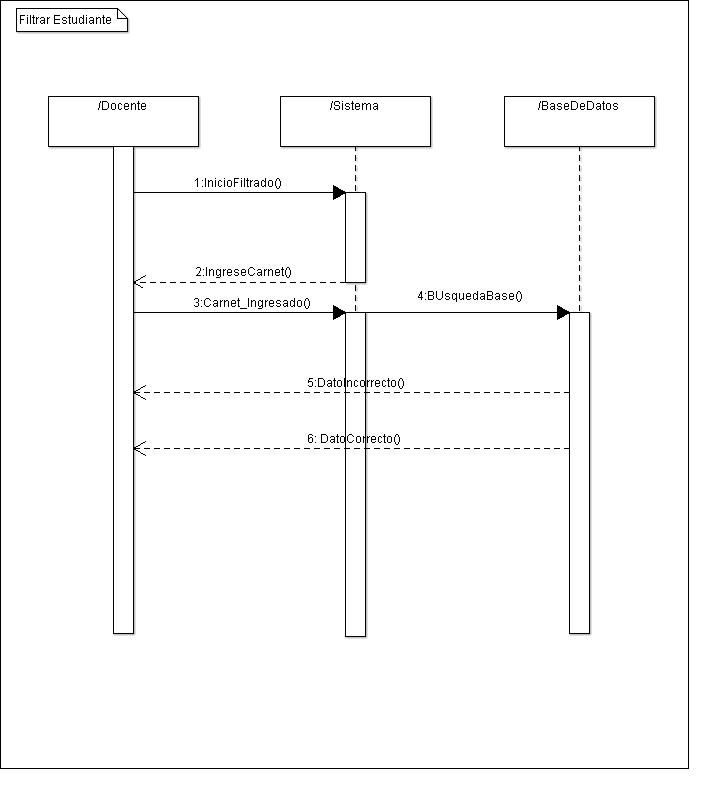 Filtrar Estudiante
/Docente
/Sistema
/BaseDeDatos
1:InicioFiltrado()
2:IngreseCarnet()
3:Carnet_Ingresado()
4:BUsquedaBase()
5:DatoIncorrecto()
6: DatoCorrecto()